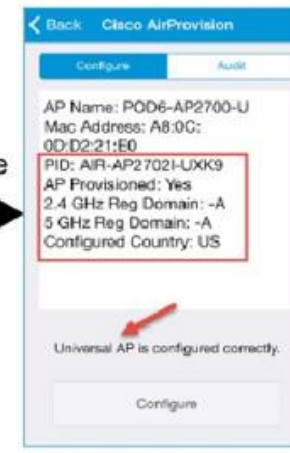 Back Cisco AirProvision
Configure Audit
AP Name: POD6-AP2700-U
Mac Address: A8:0C:
0D:D2:21:E0
PID: AIR-AP2702I-UXK9
AP Provisioned: Yes
2.4 GHz Reg Domain: -A
5 GHz Reg Domain: -A
Configured Country: US
Universal AP is configured correctly.
Configure